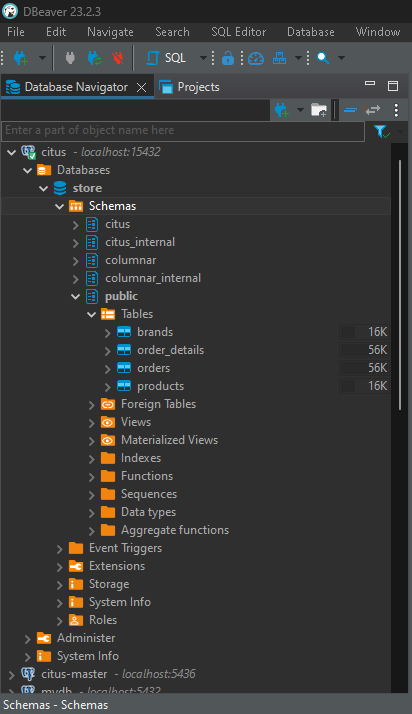 DBeaver 23.2.3
File Edit Navigate Search SQL Editor Database Window
SQL
Database Navigator Projects
Enter a part of object name here
citus - localhost:15432
Databases
store
Schemas
citus
citus_internal
columnar
columnar_internal
public
Tables
brands 16K
order_details 56K
orders 56K
products 16K
Foreign Tables
Views
Materialized Views
Indexes
Functions
Sequences
Data types
Aggregate functions
Event Triggers
Extensions
Storage
System Info
Roles
Administer
System Info
citus-master - localhost:5436
mydb - localhost:5432
Schemas - Schemas